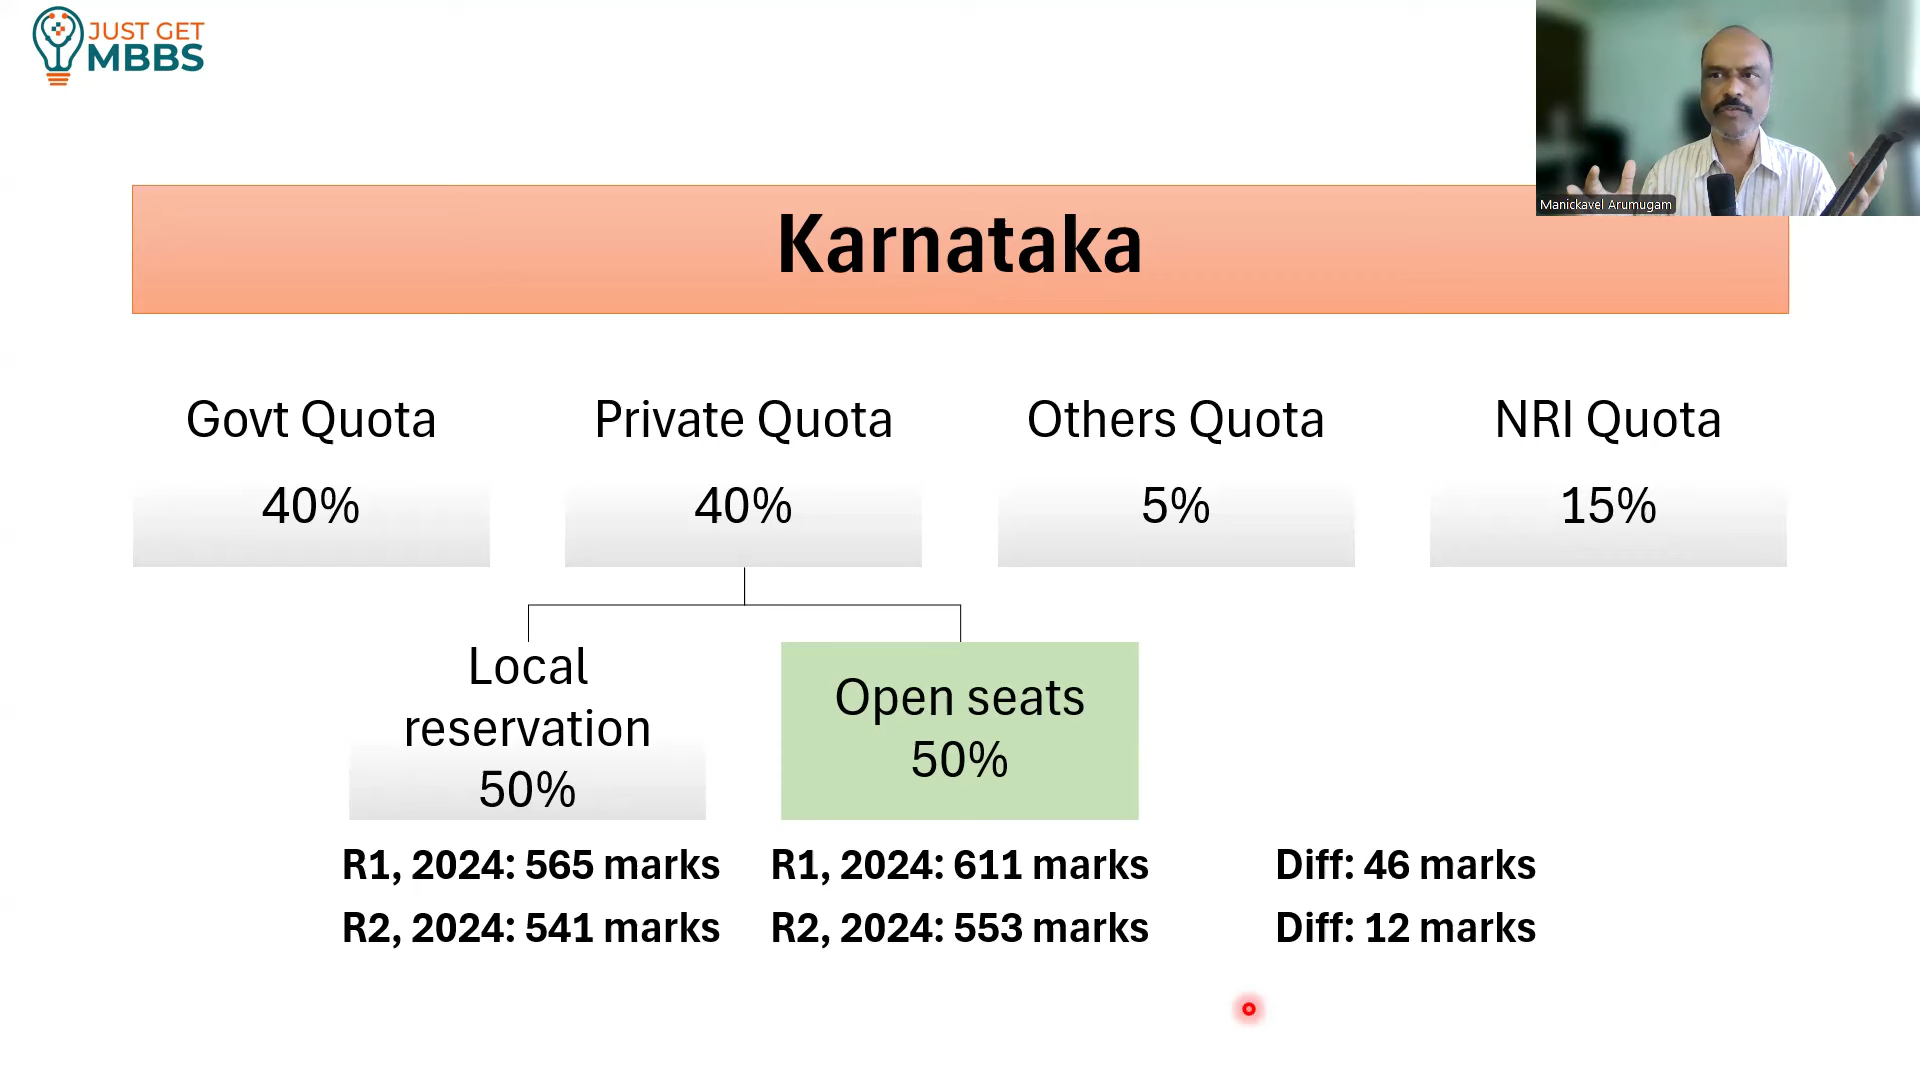 JUST GET
MBBS
Manickavel Arumugam
Karnataka
Govt Quota
40%
Private Quota
40%
Others Quota
5%
NRI Quota
15%
Local
reservation
50%
Open seats
50%
R1, 2024: 565 marks
R2, 2024: 541 marks
R1, 2024: 611 marks
R2, 2024: 553 marks
Diff: 46 marks
Diff: 12 marks